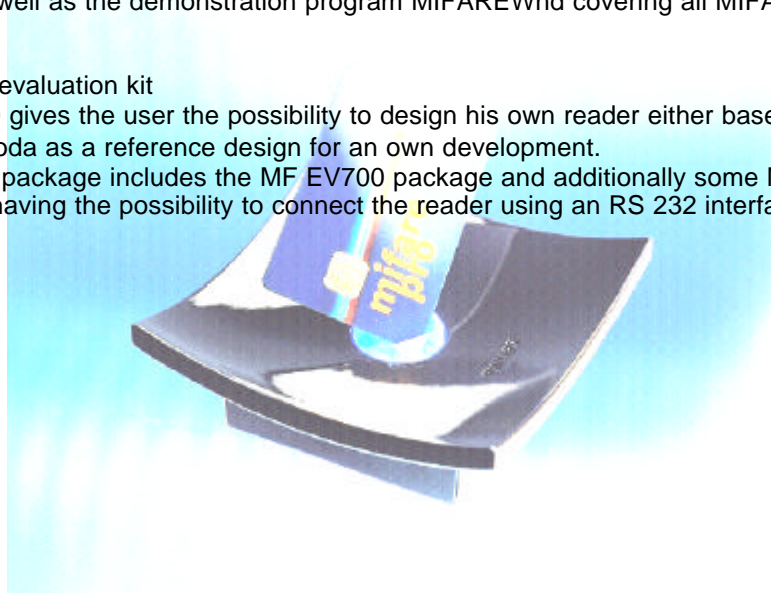 well as the demonstration program MIFAREWnd covering all MIFA
evaluation kit
gives the user the possibility to design his own reader either base
oda as a reference design for an own development.
package includes the MF EV700 package and additionally some
having the possibility to connect the reader using an RS 232 interfa
mifare
pro